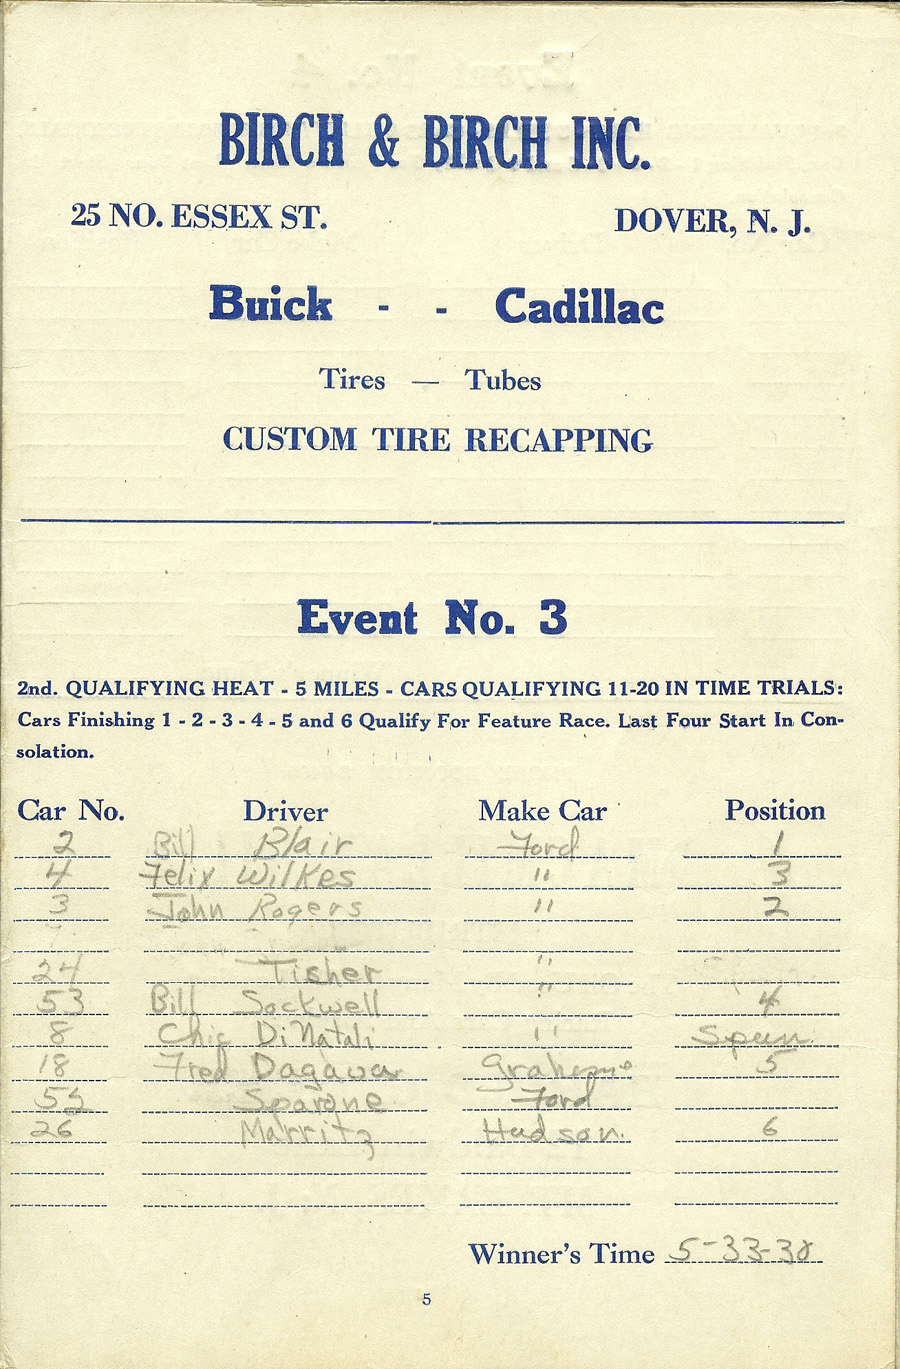 BIRCH & BIRCH INC.
25 NO. ESSEX ST. DOVER, N. J.
Buick - - Cadillac
Tires — Tubes
CUSTOM TIRE RECAPPING
Event No. 3
2nd. QUALIFYING HEAT - 5 MILES - CARS QUALIFYING 11-20 IN TIME TRIALS:
Cars Finishing 1 - 2 - 3 - 4 - 5 and 6 Qualify For Feature Race. Last Four Start In Con-
solation.
Car No. Driver Make Car Position
2 Bill Blair Ford 1
4 Felix Wilkes " 3
3 John Rogers " 2
24 Tisher "
53 Bill Sockwell " 4
8 Chic DiNatali " Spun
18 Fred Dagavar 5
55 Sparone Ford
26 Marritz Hudson 6
Winner's Time 5-33-38
5